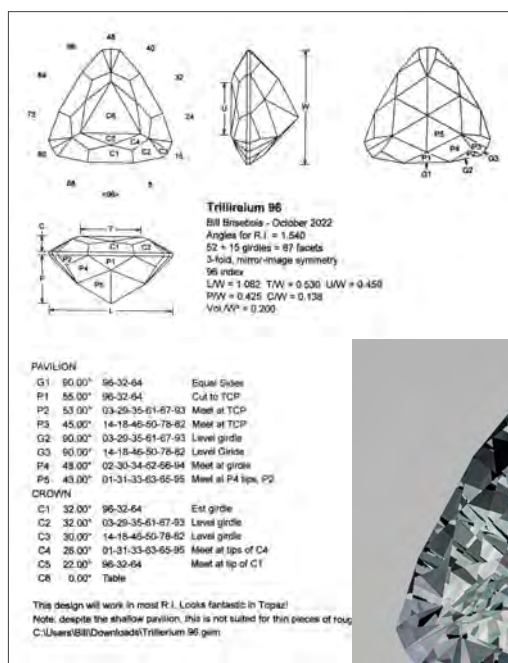 48
56 40
64 32
72 24
80 16
88 8
<96>
C6
C5
C4
C1
C2
C3
U
W
P5
P4
P3
P2
P1
G1
G2
G3
C
T
C1
C2
P
P2
P1
P4
P5
L
Trillireium 96
Bill Brisebois - October 2022
Angles for R.I. = 1.540
52 + 15 girdles = 67 facets
3-fold, mirror-image symmetry
96 index
L/W = 1.082 T/W = 0.530 U/W = 0.450
P/W = 0.425 C/W = 0.138
Vol./W³ = 0.200
PAVILION
G1 90.00° 96-32-64 Equal Sides
P1 55.00° 96-32-64 Cut to TCP
P2 53.00° 03-29-35-61-67-93 Meet at TCP
P3 45.00° 14-18-46-50-78-82 Meet at TCP
G2 90.00° 03-29-35-61-67-93 Level girdle
G3 90.00° 14-18-46-50-78-82 Level Girdle
P4 48.00° 02-30-34-62-66-94 Meet at girdle
P5 43.00° 01-31-33-63-65-95 Meet at P4 tips, P2
CROWN
C1 32.00° 96-32-64 Est girdle
C2 32.00° 03-29-35-61-67-93 Level girdle
C3 30.00° 14-18-46-50-78-82 Level girdle
C4 26.00° 01-31-33-63-65-95 Meet at tips of C4
C5 22.00° 96-32-64 Meet at tip of C1
C6 0.00° Table
This design will work in most R.I. Looks fantastic in Topaz!
Note, despite the shallow pavilion, this is not suited for thin pieces of roug
C:\Users\Bill\Downloads\Trillerium 96.gem